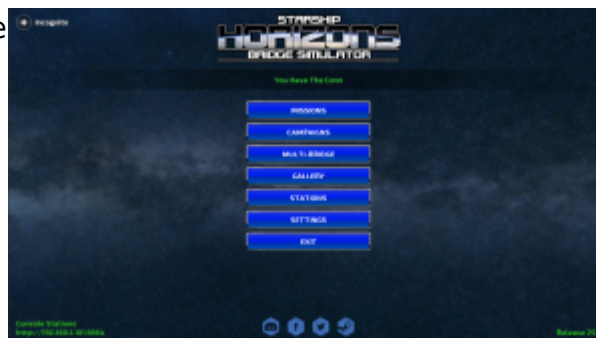 e
Incognito
STARSHIP
HORIZONS
BRIDGE SIMULATOR
You Have The Conn
MISSIONS
CAMPAIGNS
MULTI-BRIDGE
GALLERY
STATIONS
SETTINGS
EXIT
Console Stations
Release